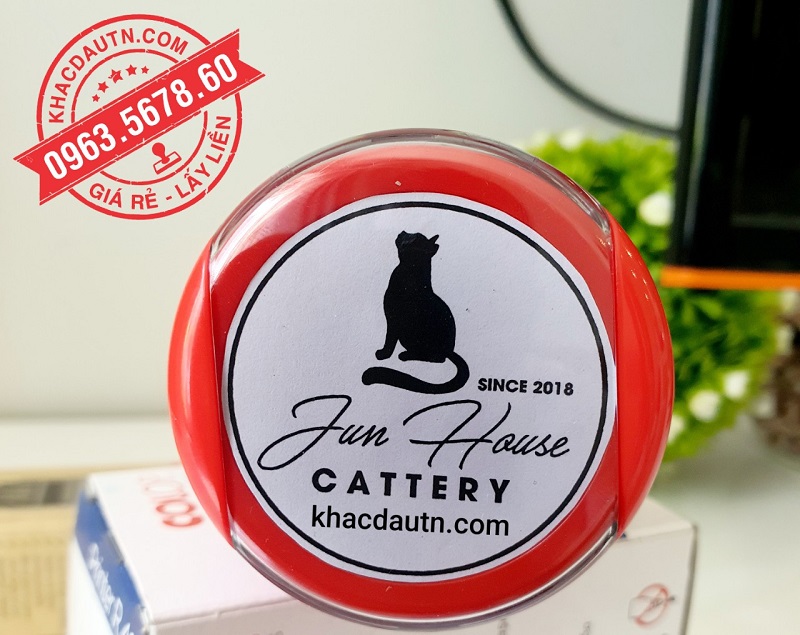 KHACDAUTN.COM
0963.5678.60
GIÁ RẺ - LẤY LIỀN
SINCE 2018
Jun House
CATTERY
khacdautn.com